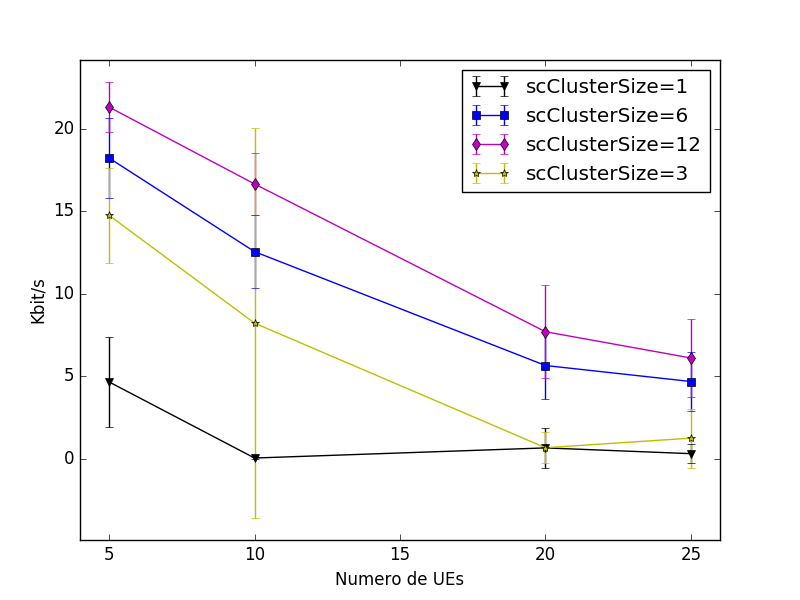 scClusterSize=1
scClusterSize=6
scClusterSize=12
scClusterSize=3
20
15
10
5
0
Kbit/s
5 10 15 20 25
Numero de UEs